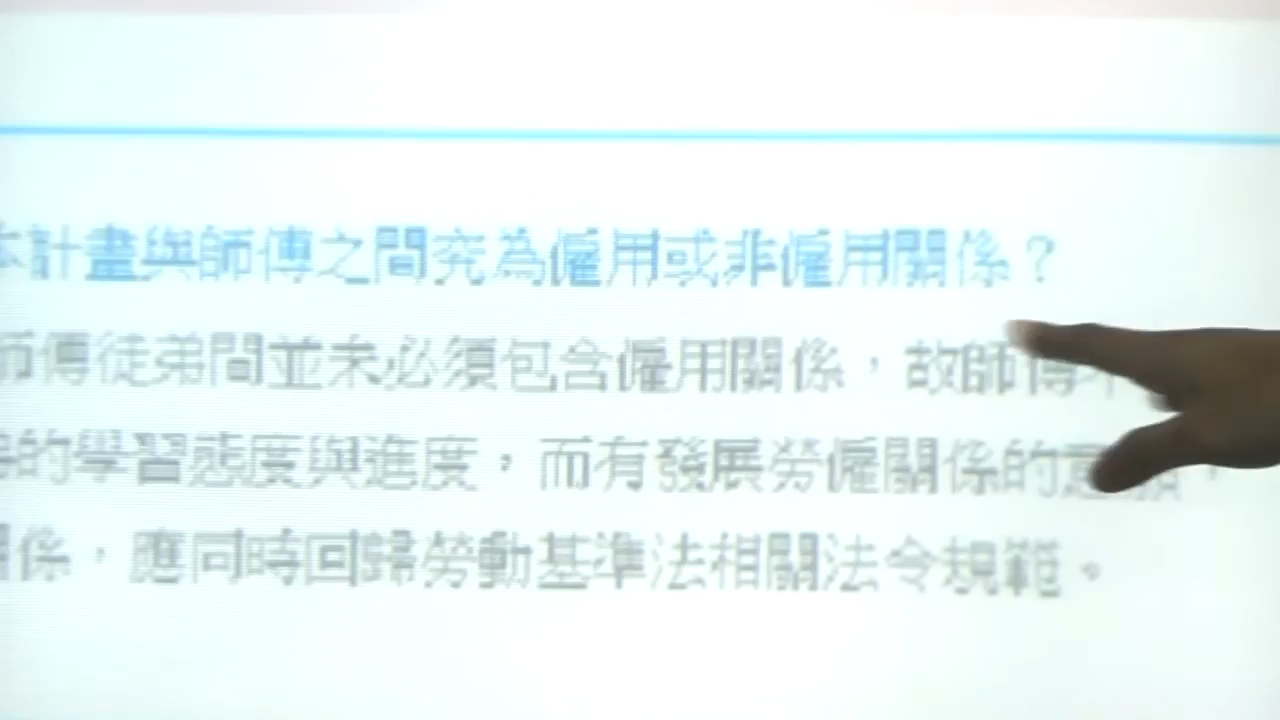 本計畫與師傅之間究為僱用或非僱用關係？
師傅徒弟間並未必須包含僱用關係，故師傅
的學習態度與進度，而有發展勞僱關係的意願，
關係，應同時回歸勞動基準法相關法令規範。